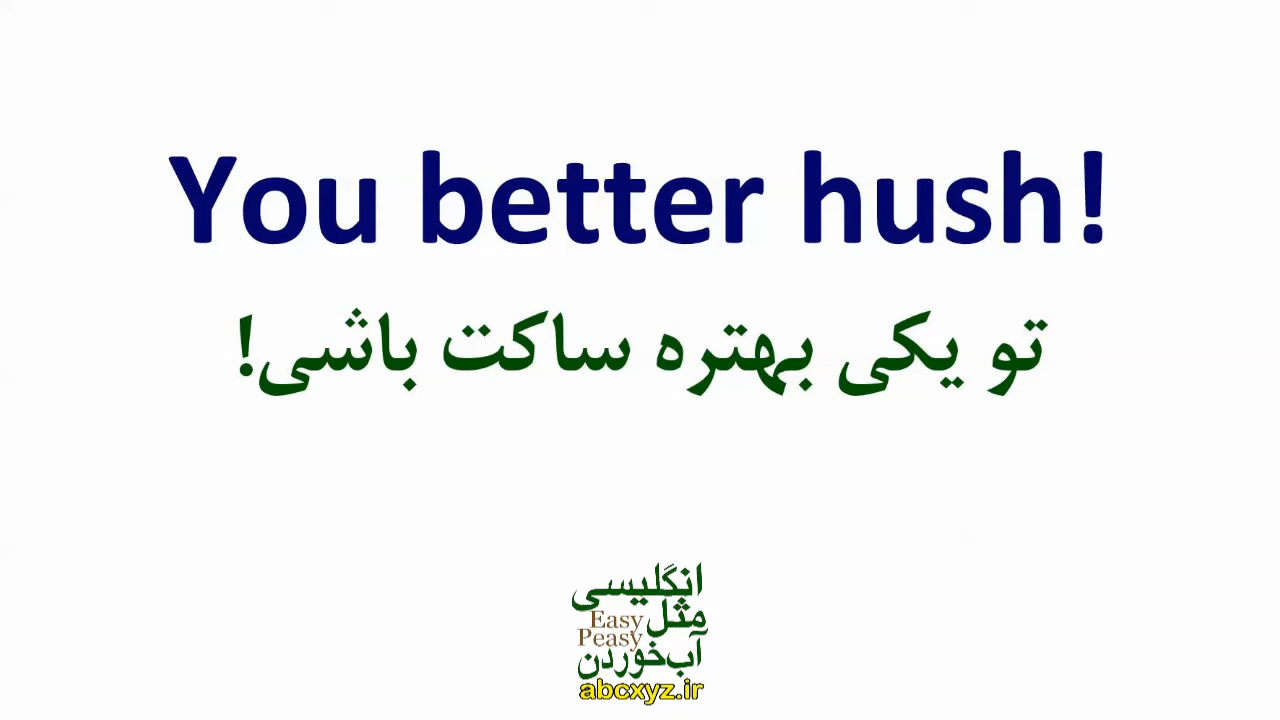 You better hush!
تو یکی بهتره ساکت باشی!
انگلیسی
مثل
Easy
Peasy
آب‌خوردن
abcxyz.ir